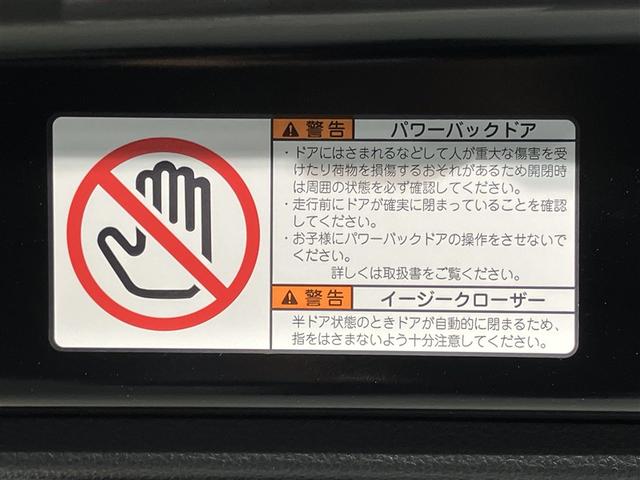 警告 パワーバックドア
・ドアにはさまれるなどして人が重大な傷害を受
けたり荷物を損傷するおそれがあるため開閉時
は周囲の状態を必ず確認してください。
・走行前にドアが確実に閉まっていることを確認
してください。
・お子様にパワーバックドアの操作をさせないで
ください。
詳しくは取扱書をご覧ください。
警告 イージークローザー
半ドア状態のときドアが自動的に閉まるため、
指をはさまないよう十分注意してください。